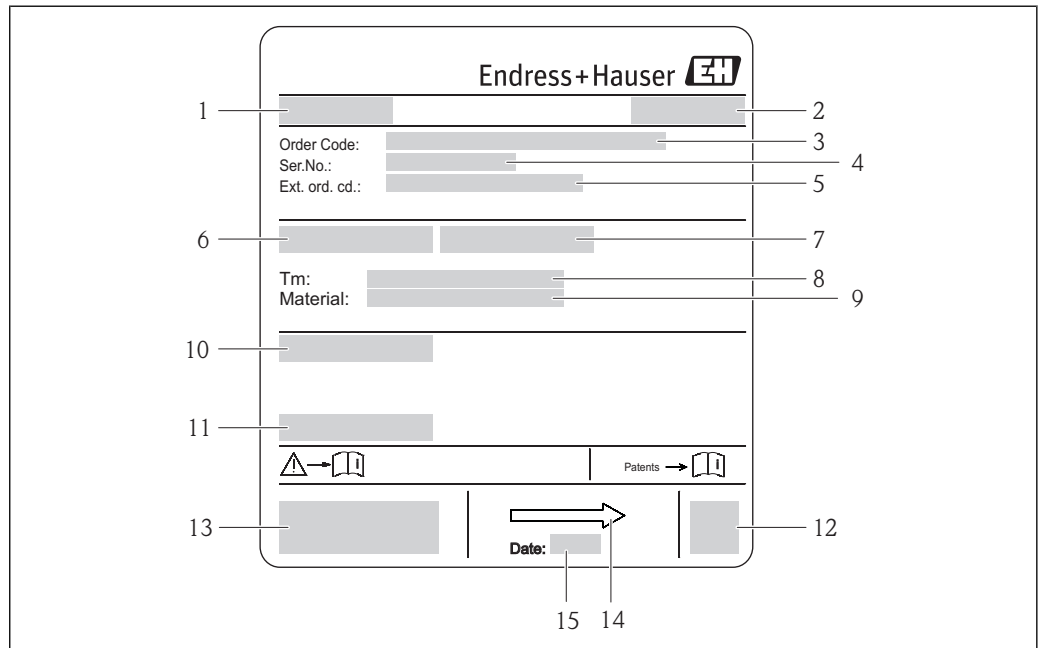 Endress+Hauser EH
1 2
Order Code: 3
Ser.No.: 4
Ext. ord. cd.: 5
6 7
Tm: 8
Material: 9
10
11
Patents
13 12
Date:
15 14